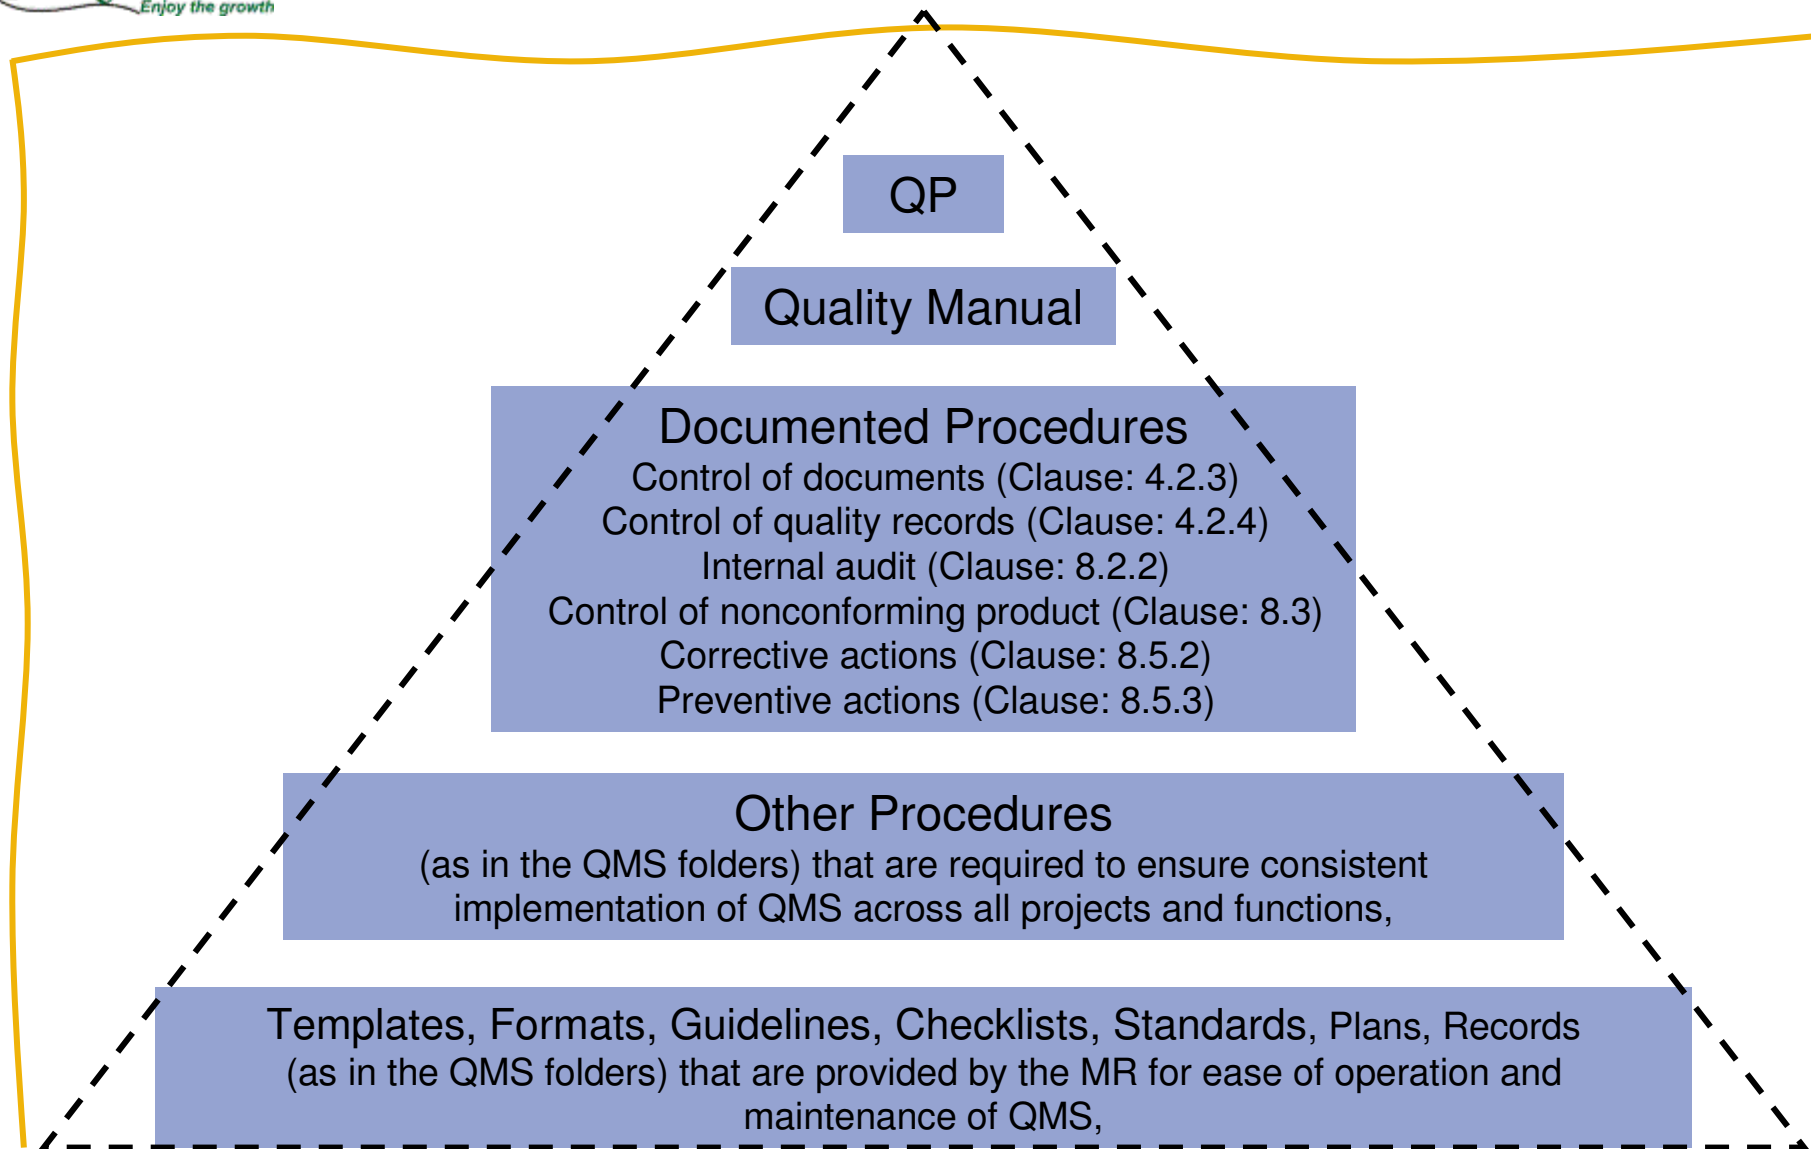 Enjoy the growth
QP
Quality Manual
Documented Procedures
Control of documents (Clause: 4.2.3)
Control of quality records (Clause: 4.2.4)
Internal audit (Clause: 8.2.2)
Control of nonconforming product (Clause: 8.3)
Corrective actions (Clause: 8.5.2)
Preventive actions (Clause: 8.5.3)
Other Procedures
(as in the QMS folders) that are required to ensure consistent
implementation of QMS across all projects and functions,
Templates, Formats, Guidelines, Checklists, Standards, Plans, Records
(as in the QMS folders) that are provided by the MR for ease of operation and
maintenance of QMS,